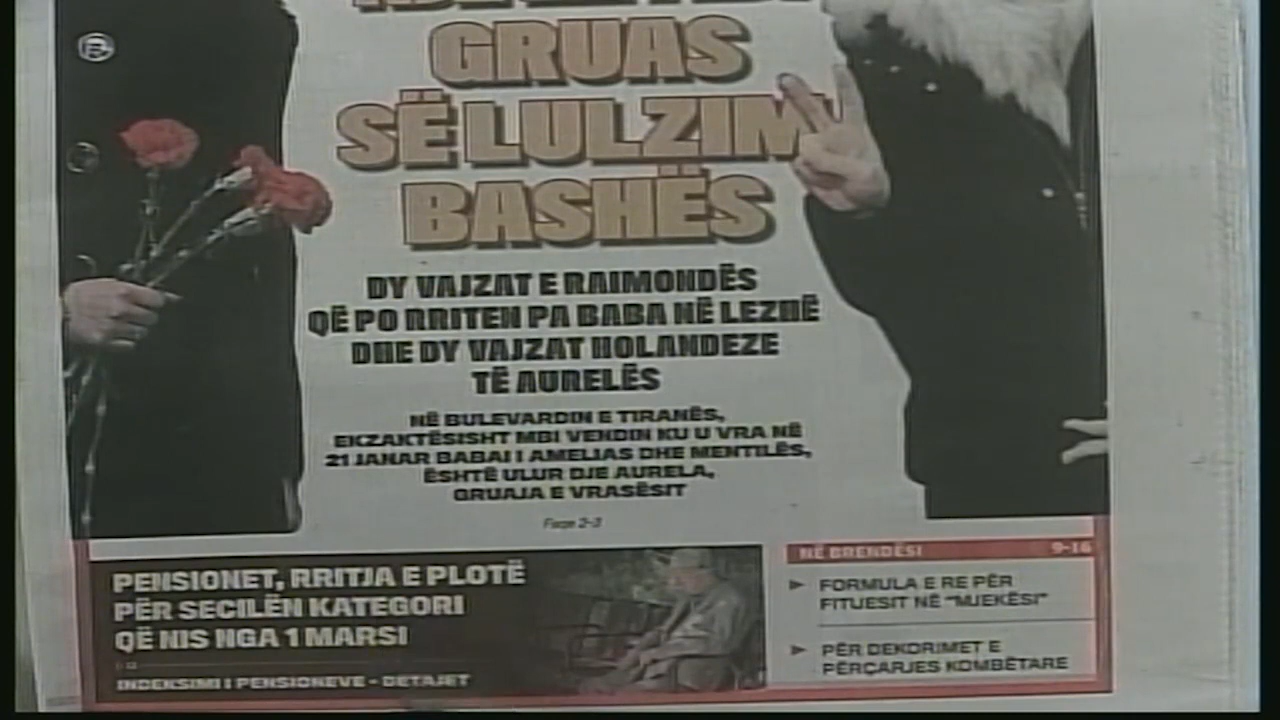 GRUAS
SË LULZIM
BASHËS
DY VAJZAT E RAIMONDËS
QË PO RRITEN PA BABA NË LEZHË
DHE DY VAJZAT HOLANDEZE
TË AURELËS
NË BULEVARDIN E TIRANËS,
EKZAKTËSISHT MBI VENDIN KU U VRA NË
21 JANAR BABAI I AMELIAS DHE MENTILËS,
ËSHTË ULUR DJE AURELA,
GRUAJA E VRASËSIT
Faqe 2-3
PENSIONET, RRITJA E PLOTË
PËR SECILËN KATEGORI
QË NIS NGA 1 MARSI
INDEKSIMI I PENSIONEVE - DETAJET
NË BRENDËSI 9-16
FORMULA E RE PËR
FITUESIT NË "MJEKËSI"
PËR DEKORIMET E
PËRÇARJES KOMBËTARE